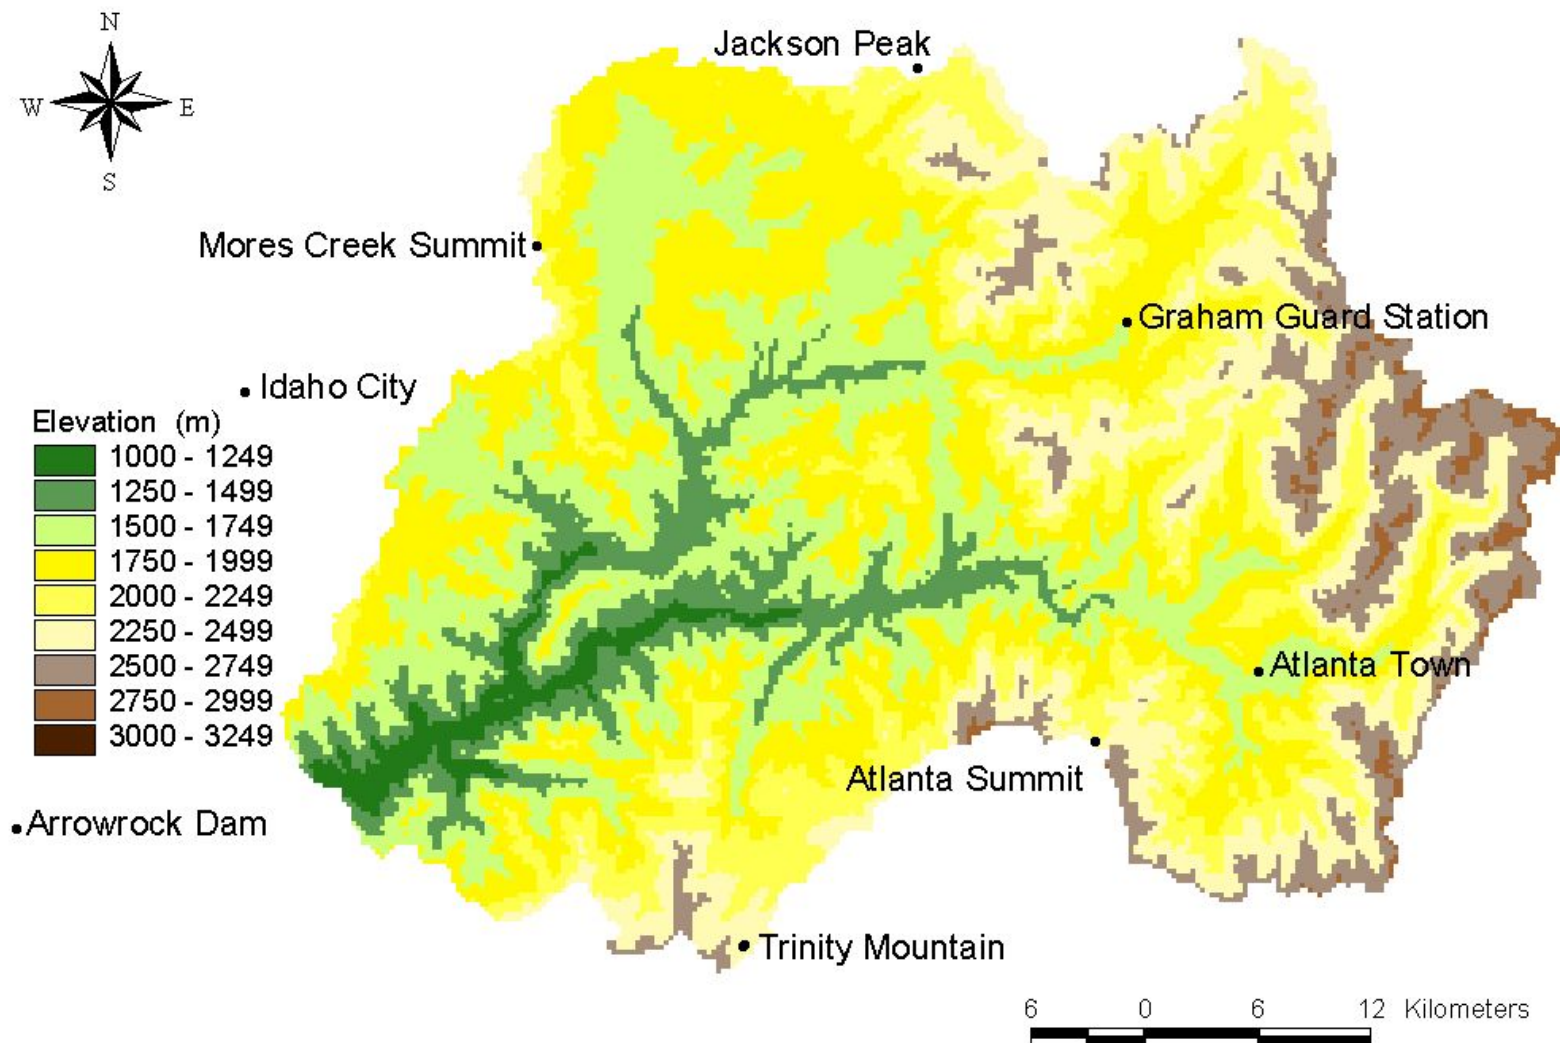 N
Jackson Peak
W E
S
Mores Creek Summit
Graham Guard Station
Idaho City
Elevation (m)
1000 - 1249
1250 - 1499
1500 - 1749
1750 - 1999
2000 - 2249
2250 - 2499
2500 - 2749
2750 - 2999
3000 - 3249
Atlanta Town
Atlanta Summit
Arrowrock Dam
Trinity Mountain
6 0 6 12 Kilometers